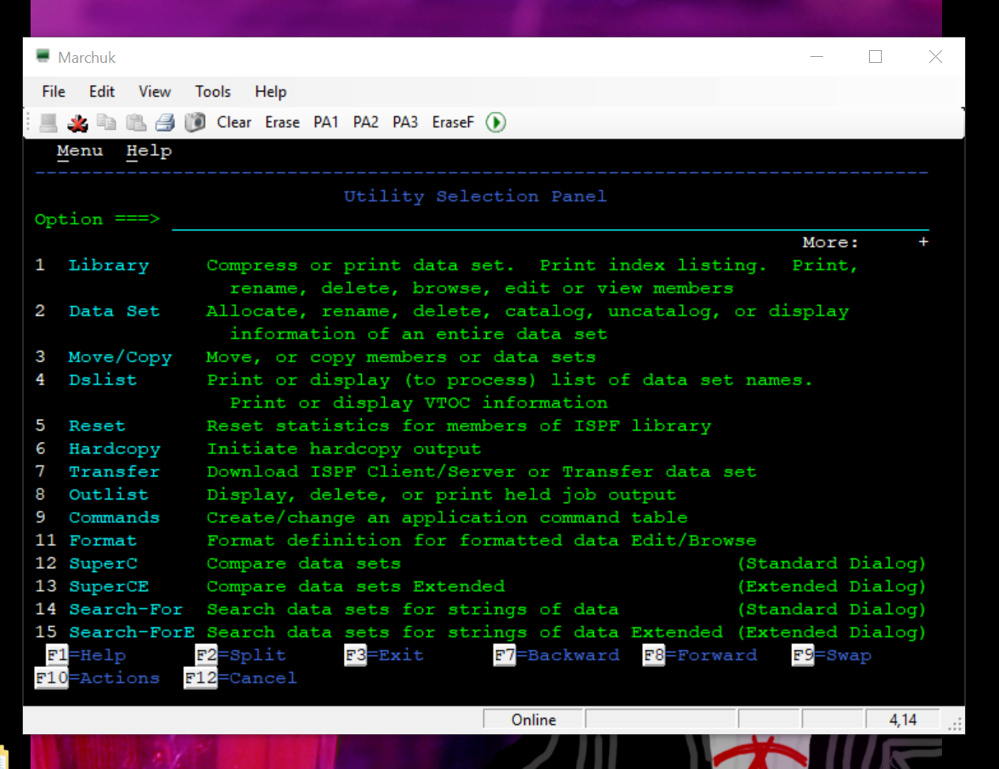 Marchuk
File Edit View Tools Help
Clear Erase PA1 PA2 PA3 EraseF
Menu Help
--------------------------------------------------------------------------------
Utility Selection Panel
Option ===>
More: +
1 Library Compress or print data set. Print index listing. Print,
rename, delete, browse, edit or view members
2 Data Set Allocate, rename, delete, catalog, uncatalog, or display
information of an entire data set
3 Move/Copy Move, or copy members or data sets
4 Dslist Print or display (to process) list of data set names.
Print or display VTOC information
5 Reset Reset statistics for members of ISPF library
6 Hardcopy Initiate hardcopy output
7 Transfer Download ISPF Client/Server or Transfer data set
8 Outlist Display, delete, or print held job output
9 Commands Create/change an application command table
11 Format Format definition for formatted data Edit/Browse
12 SuperC Compare data sets (Standard Dialog)
13 SuperCE Compare data sets Extended (Extended Dialog)
14 Search-For Search data sets for strings of data (Standard Dialog)
15 Search-ForE Search data sets for strings of data Extended (Extended Dialog)
F1=Help F2=Split F3=Exit F7=Backward F8=Forward F9=Swap
F10=Actions F12=Cancel
Online 4,14